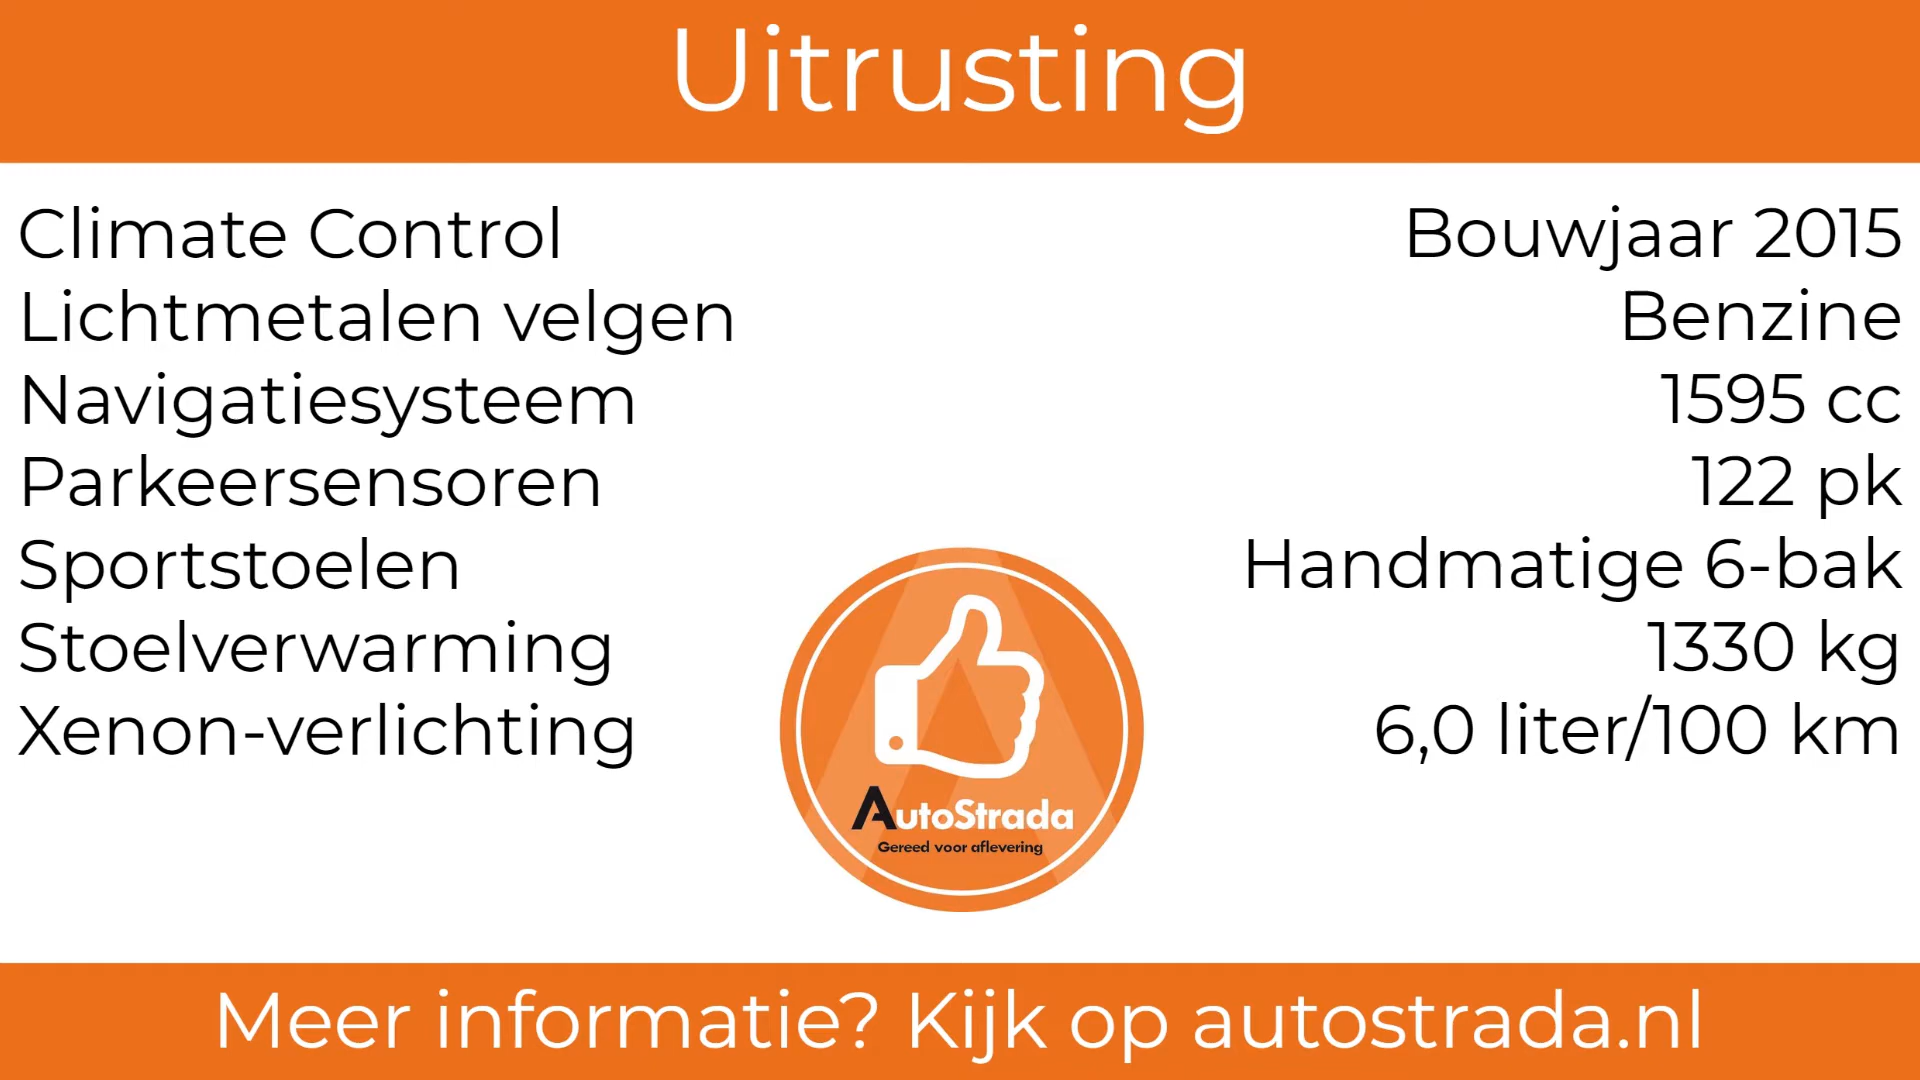 Uitrusting
Climate Control
Lichtmetalen velgen
Navigatiesysteem
Parkeersensoren
Sportstoelen
Stoelverwarming
Xenon-verlichting
Bouwjaar 2015
Benzine
1595 cc
122 pk
Handmatige 6-bak
1330 kg
6,0 liter/100 km
AutoStrada
Gereed voor aflevering
Meer informatie? Kijk op autostrada.nl